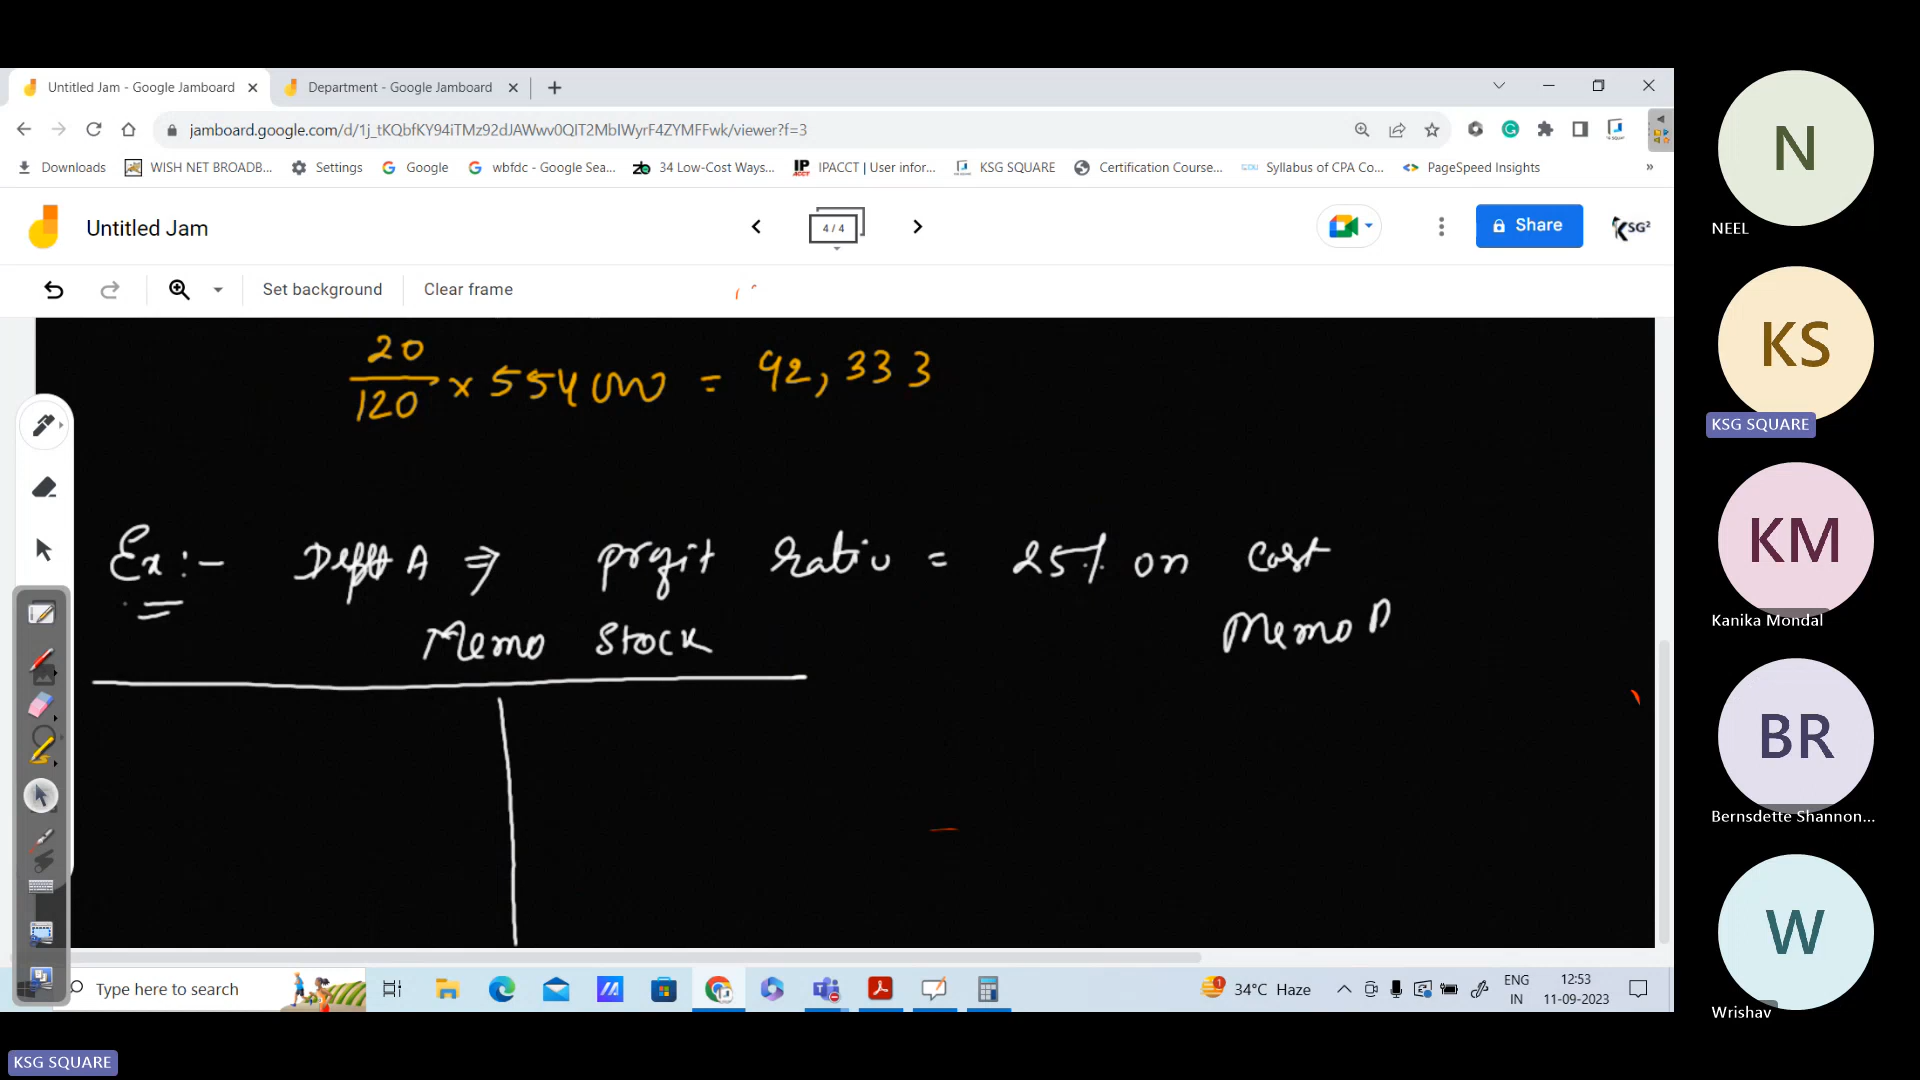 Untitled Jam - Google Jamboard
Department - Google Jamboard
jamboard.google.com/d/1j_tKQbfKY94iTMz92dJAWwv0QIT2MbIWyrF4ZYMFFwk/viewer?f=3
Downloads WISH NET BROADB... Settings Google wbfdc - Google Sea... 34 Low-Cost Ways... IPACCT | User infor... KSG SQUARE Certification Course... Syllabus of CPA Co... PageSpeed Insights »
Untitled Jam
4 / 4
Share
KSG²
Set background Clear frame
20
120 × 554000 = 92,333
Ex :- Deptt A ⇒ profit ratio = 25% on cost
Memo Stock
Memo
Type here to search
34°C Haze
ENG
IN
12:53
11-09-2023
N
NEEL
KS
KSG SQUARE
KM
Kanika Mondal
BR
Bernsdette Shannon...
W
Wrishav
KSG SQUARE